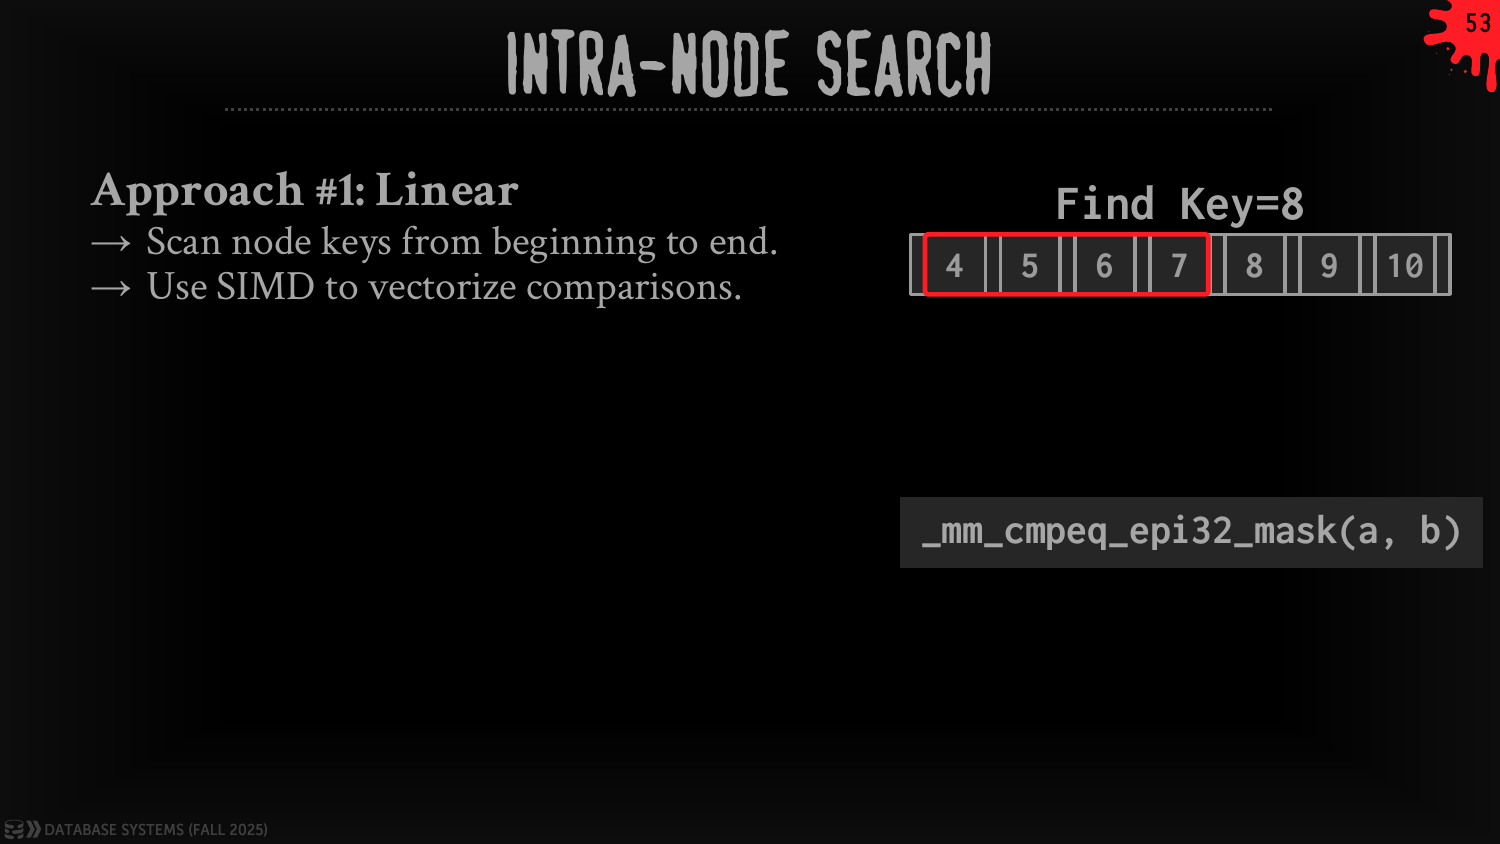 53
INTRA-NODE SEARCH
Approach #1: Linear
→ Scan node keys from beginning to end.
→ Use SIMD to vectorize comparisons.
Find Key=8
4 5 6 7 8 9 10
_mm_cmpeq_epi32_mask(a, b)
DATABASE SYSTEMS (FALL 2025)